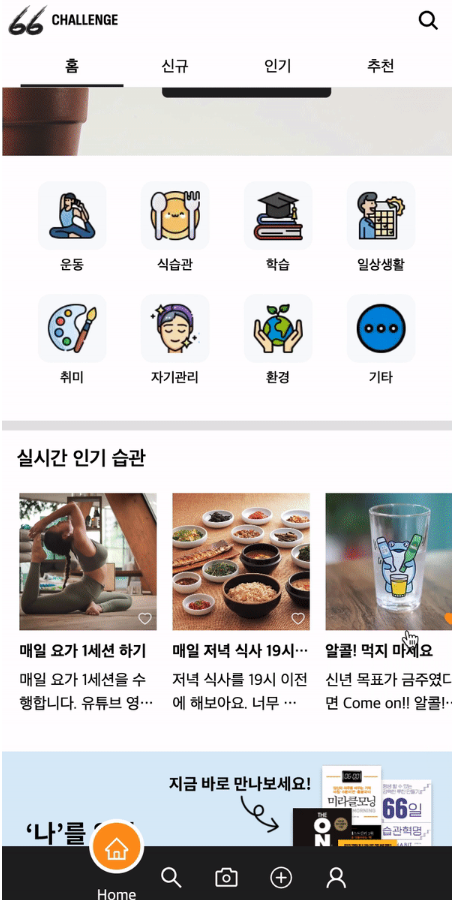 66 CHALLENGE
홈 신규 인기 추천
운동 식습관 학습 일상생활
취미 자기관리 환경 기타
실시간 인기 습관
매일 요가 1세션 하기
매일 요가 1세션을 수
행합니다. 유튜브 영…
매일 저녁 식사 19시…
저녁 식사를 19시 이전
에 해보아요. 너무 …
알콜! 먹지 마세요
신년 목표가 금주였다
면 Come on!! 알콜!…
지금 바로 만나보세요!
‘나’를
미라클모닝
66일
습관혁명
THE
ON
Home